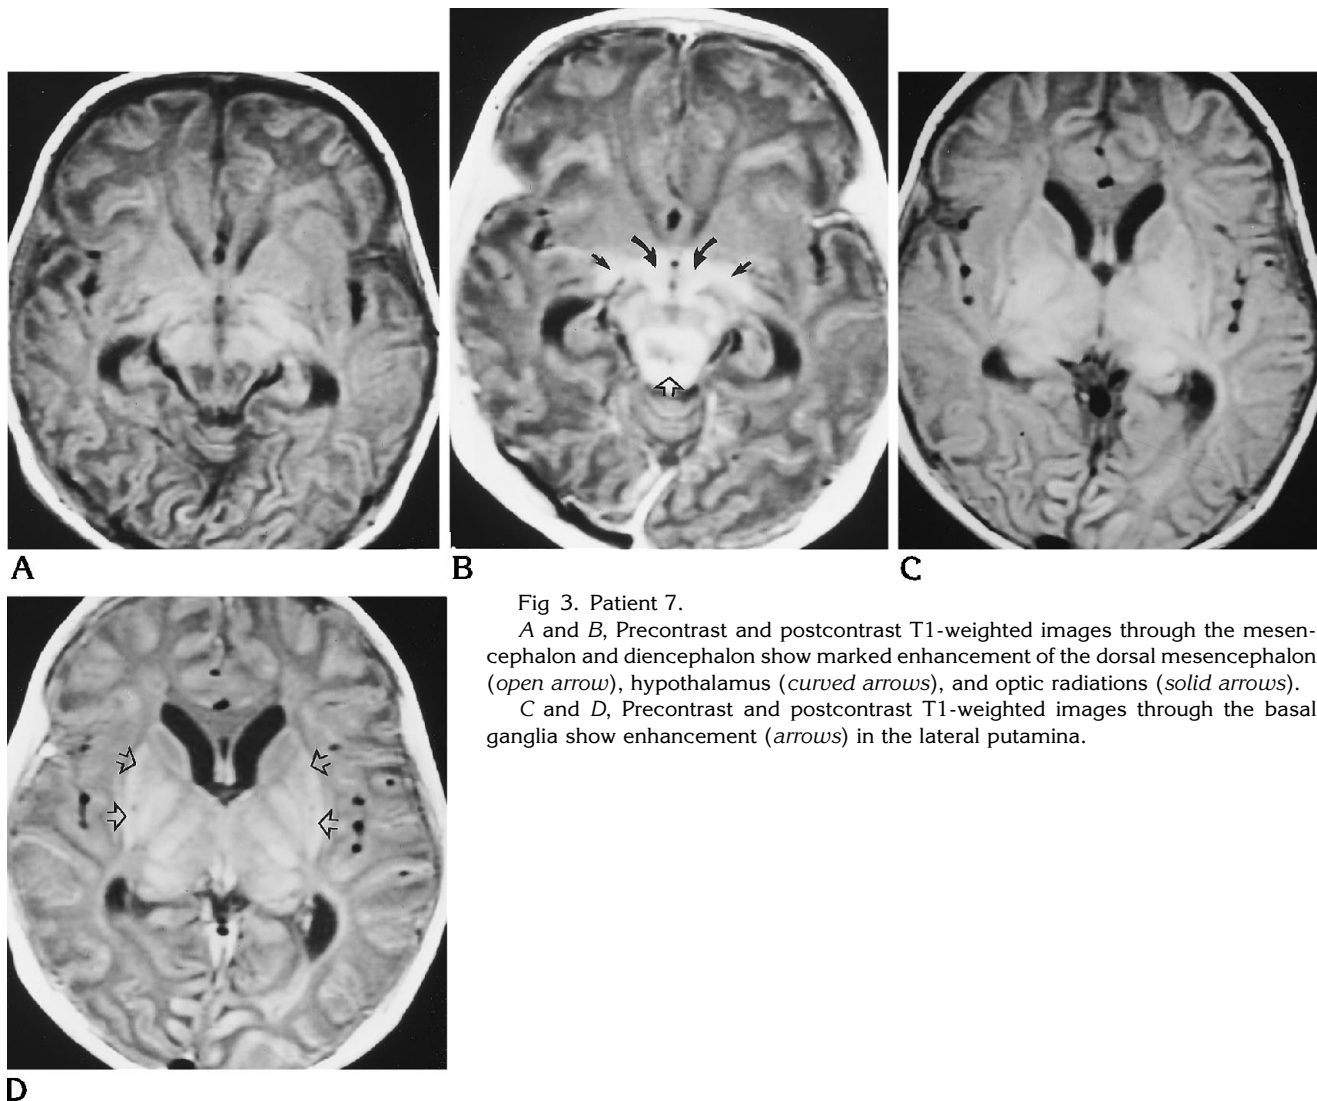 A
B
C
Fig 3. Patient 7.
A and B, Precontrast and postcontrast T1-weighted images through the mesen-
cephalon and diencephalon show marked enhancement of the dorsal mesencephalon
(open arrow), hypothalamus (curved arrows), and optic radiations (solid arrows).
C and D, Precontrast and postcontrast T1-weighted images through the basal
ganglia show enhancement (arrows) in the lateral putamina.
D